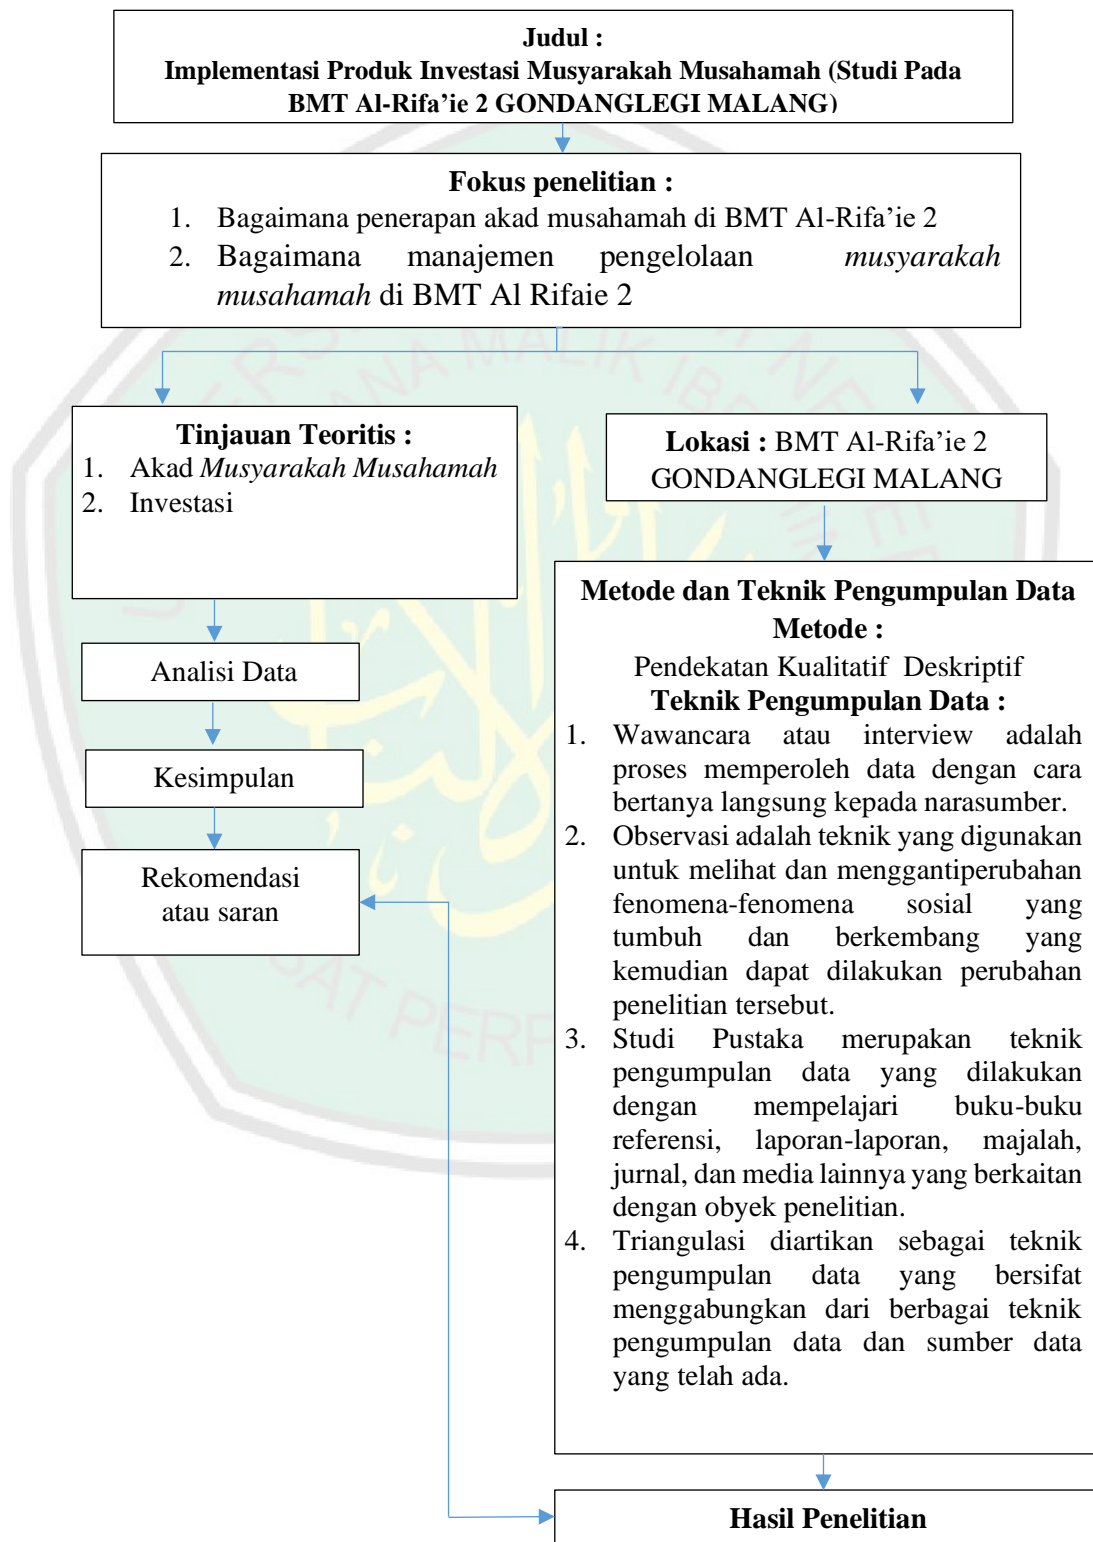 Judul :
Implementasi Produk Investasi Musyarakah Musahamah (Studi Pada
BMT Al-Rifa’ie 2 GONDANGLEGI MALANG)
Fokus penelitian :
1. Bagaimana penerapan akad musahamah di BMT Al-Rifa’ie 2
2. Bagaimana manajemen pengelolaan musyarakah
musahamah di BMT Al Rifaie 2
Tinjauan Teoritis :
1. Akad Musyarakah Musahamah
2. Investasi
Lokasi : BMT Al-Rifa’ie 2
GONDANGLEGI MALANG
Analisi Data
Kesimpulan
Rekomendasi
atau saran
Metode dan Teknik Pengumpulan Data
Metode :
Pendekatan Kualitatif Deskriptif
Teknik Pengumpulan Data :
1. Wawancara atau interview adalah
proses memperoleh data dengan cara
bertanya langsung kepada narasumber.
2. Observasi adalah teknik yang digunakan
untuk melihat dan menggantiperubahan
fenomena-fenomena sosial yang
tumbuh dan berkembang yang
kemudian dapat dilakukan perubahan
penelitian tersebut.
3. Studi Pustaka merupakan teknik
pengumpulan data yang dilakukan
dengan mempelajari buku-buku
referensi, laporan-laporan, majalah,
jurnal, dan media lainnya yang berkaitan
dengan obyek penelitian.
4. Triangulasi diartikan sebagai teknik
pengumpulan data yang bersifat
menggabungkan dari berbagai teknik
pengumpulan data dan sumber data
yang telah ada.
Hasil Penelitian